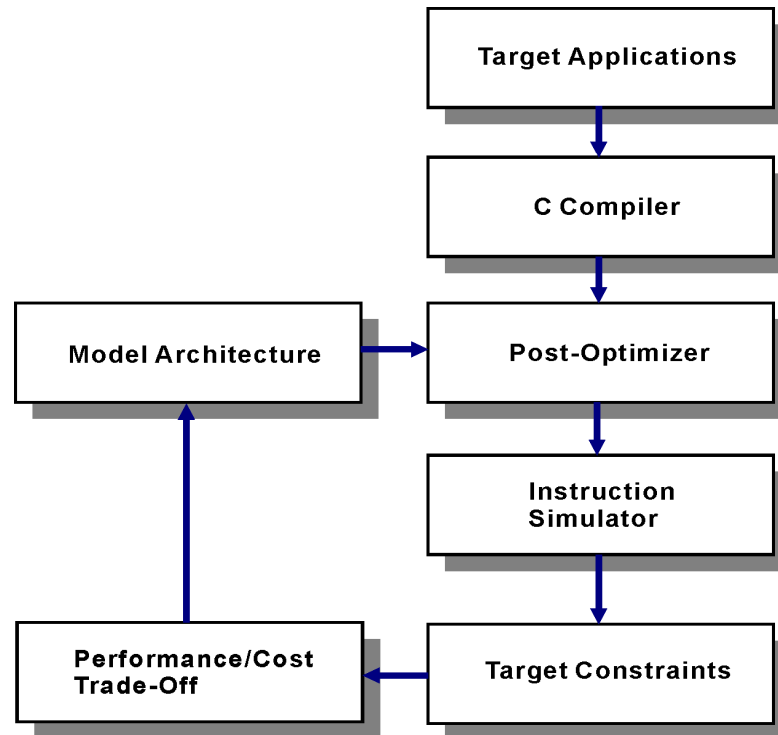 Target Applications
C Compiler
Model Architecture
Post-Optimizer
Instruction
Simulator
Performance/Cost
Trade-Off
Target Constraints